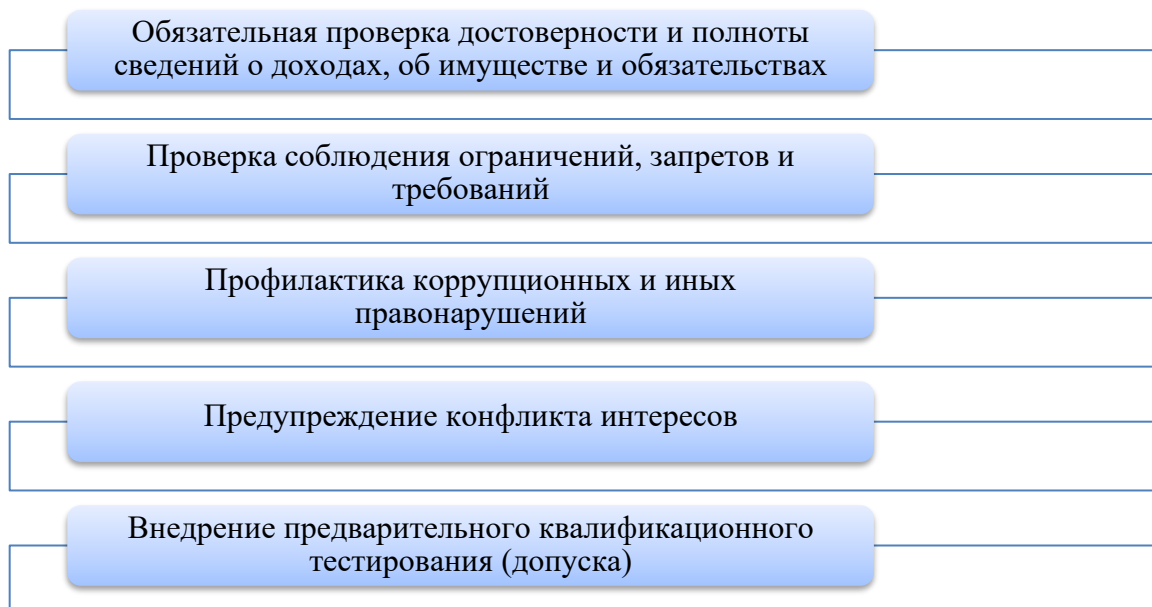 Обязательная проверка достоверности и полноты
сведений о доходах, об имуществе и обязательствах
Проверка соблюдения ограничений, запретов и
требований
Профилактика коррупционных и иных
правонарушений
Предупреждение конфликта интересов
Внедрение предварительного квалификационного
тестирования (допуска)